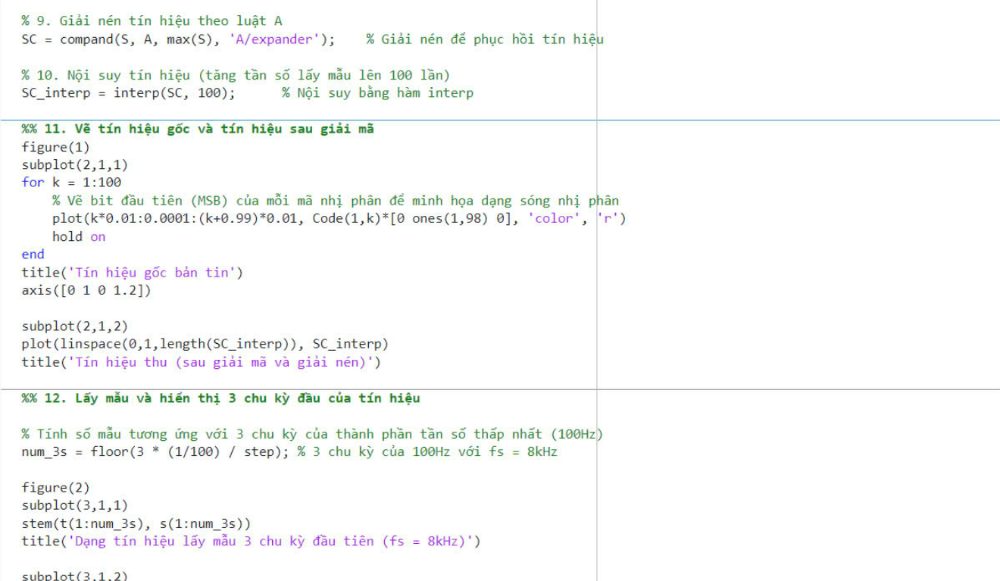 % 9. Giải nén tín hiệu theo luật A
SC = compand(S, A, max(S), 'A/expander');    % Giải nén để phục hồi tín hiệu
% 10. Nội suy tín hiệu (tăng tần số lấy mẫu lên 100 lần)
SC_interp = interp(SC, 100);      % Nội suy bằng hàm interp
%% 11. Vẽ tín hiệu gốc và tín hiệu sau giải mã
figure(1)
subplot(2,1,1)
for k = 1:100
    % Vẽ bit đầu tiên (MSB) của mỗi mã nhị phân để minh họa dạng sóng nhị phân
    plot(k*0.01:0.0001:(k+0.99)*0.01, Code(1,k)*[0 ones(1,98) 0], 'color', 'r')
    hold on
end
title('Tín hiệu gốc bản tin')
axis([0 1 0 1.2])
subplot(2,1,2)
plot(linspace(0,1,length(SC_interp)), SC_interp)
title('Tín hiệu thu (sau giải mã và giải nén)')
%% 12. Lấy mẫu và hiển thị 3 chu kỳ đầu của tín hiệu
% Tính số mẫu tương ứng với 3 chu kỳ của thành phần tần số thấp nhất (100Hz)
num_3s = floor(3 * (1/100) / step); % 3 chu kỳ của 100Hz với fs = 8kHz
figure(2)
subplot(3,1,1)
stem(t(1:num_3s), s(1:num_3s))
title('Dạng tín hiệu lấy mẫu 3 chu kỳ đầu tiên (fs = 8kHz)')
subplot(3,1,2)